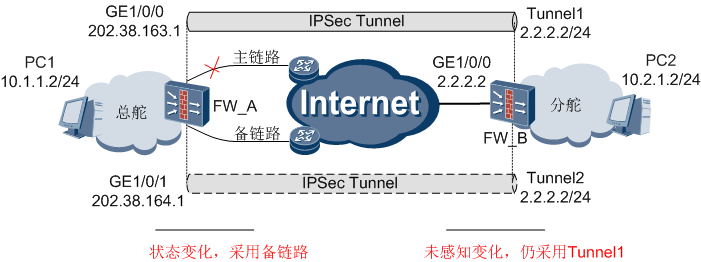 GE1/0/0
202.38.163.1
IPSec Tunnel
Tunnel1
2.2.2.2/24
主链路
GE1/0/0
2.2.2.2
PC1
10.1.1.2/24
总舵
FW_A
Internet
FW_B
分舵
PC2
10.2.1.2/24
备链路
GE1/0/1
202.38.164.1
IPSec Tunnel
Tunnel2
2.2.2.2/24
状态变化，采用备链路
未感知变化，仍采用Tunnel1